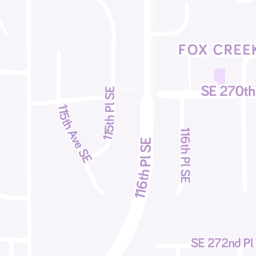 FOX CREEK
SE 270th
115th Pl SE
115th Ave SE
116th Pl SE
116th Pl SE
SE 272nd Pl